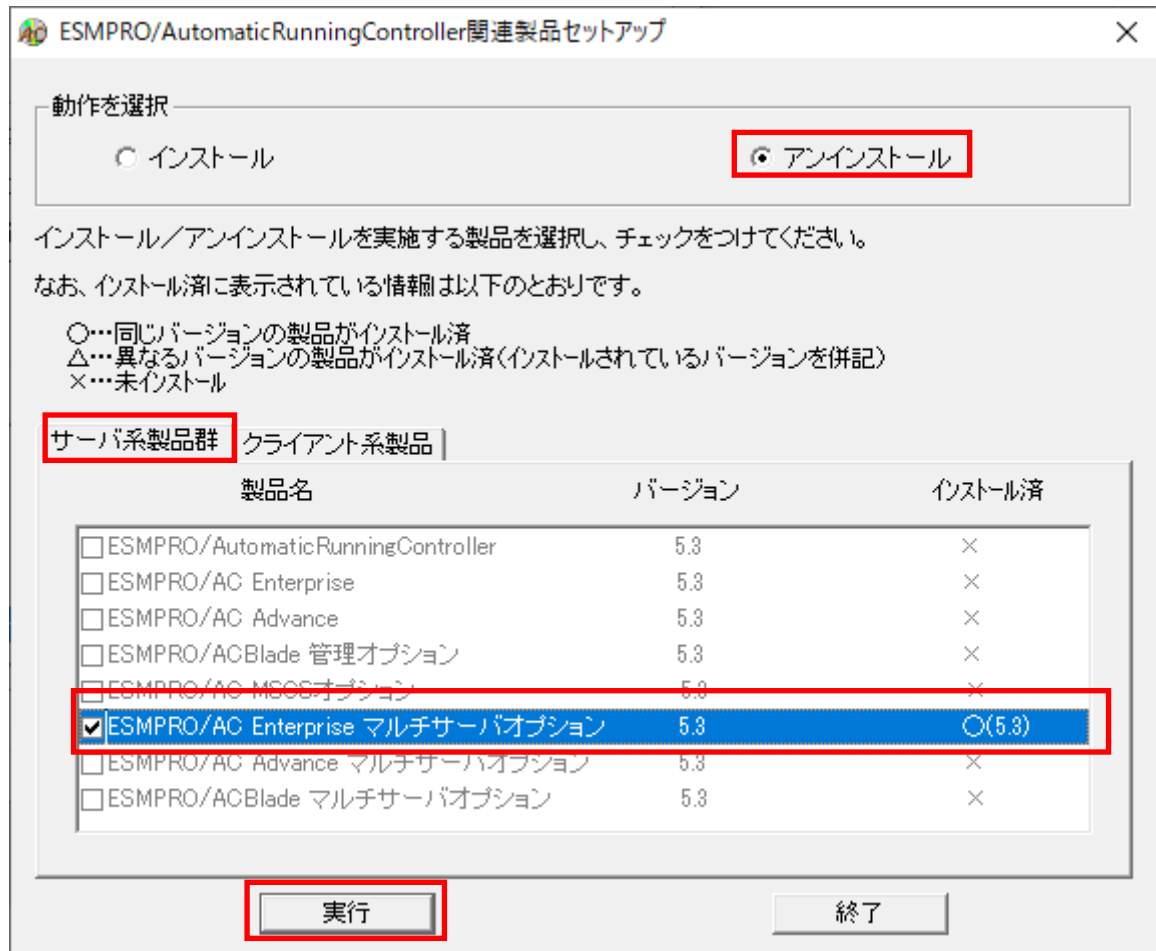 ESMPRO/AutomaticRunningController関連製品セットアップ
動作を選択
インストール
アンインストール
インストール／アンインストールを実施する製品を選択し、チェックをつけてください。
なお、インストール済に表示されている情報は以下のとおりです。
○…同じバージョンの製品がインストール済
△…異なるバージョンの製品がインストール済(インストールされているバージョンを併記)
×…未インストール
サーバ系製品群 クライアント系製品
製品名 バージョン インストール済
ESMPRO/AutomaticRunningController 5.3 ×
ESMPRO/AC Enterprise 5.3 ×
ESMPRO/AC Advance 5.3 ×
ESMPRO/ACBlade 管理オプション 5.3 ×
ESMPRO/AC MSCSオプション 5.3 ×
ESMPRO/AC Enterprise マルチサーバオプション 5.3 ○(5.3)
ESMPRO/AC Advance マルチサーバオプション 5.3 ×
ESMPRO/ACBlade マルチサーバオプション 5.3 ×
実行
終了